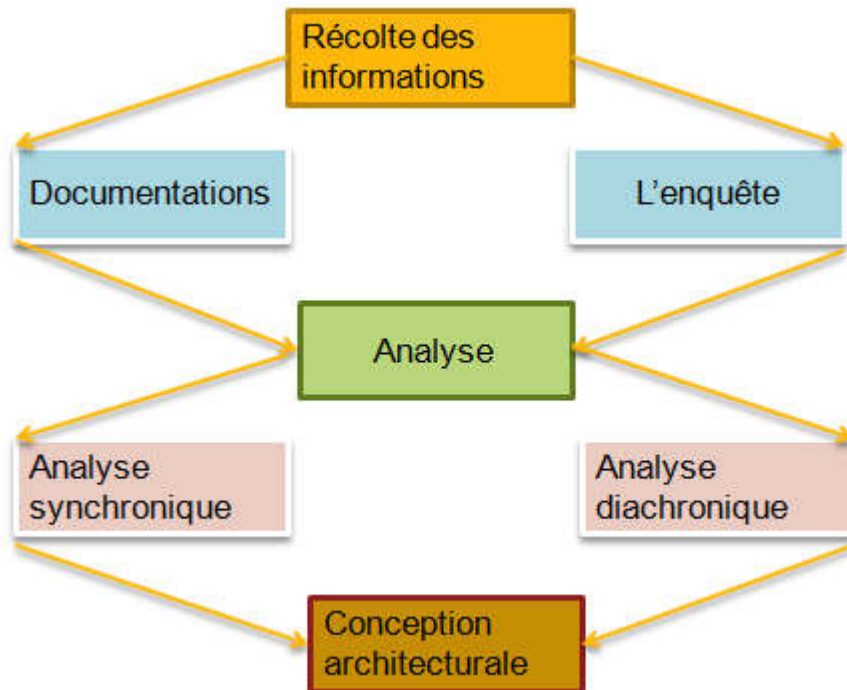 Récolte des
informations
Documentations
L'enquête
Analyse
Analyse
synchronique
Analyse
diachronique
Conception
architecturale